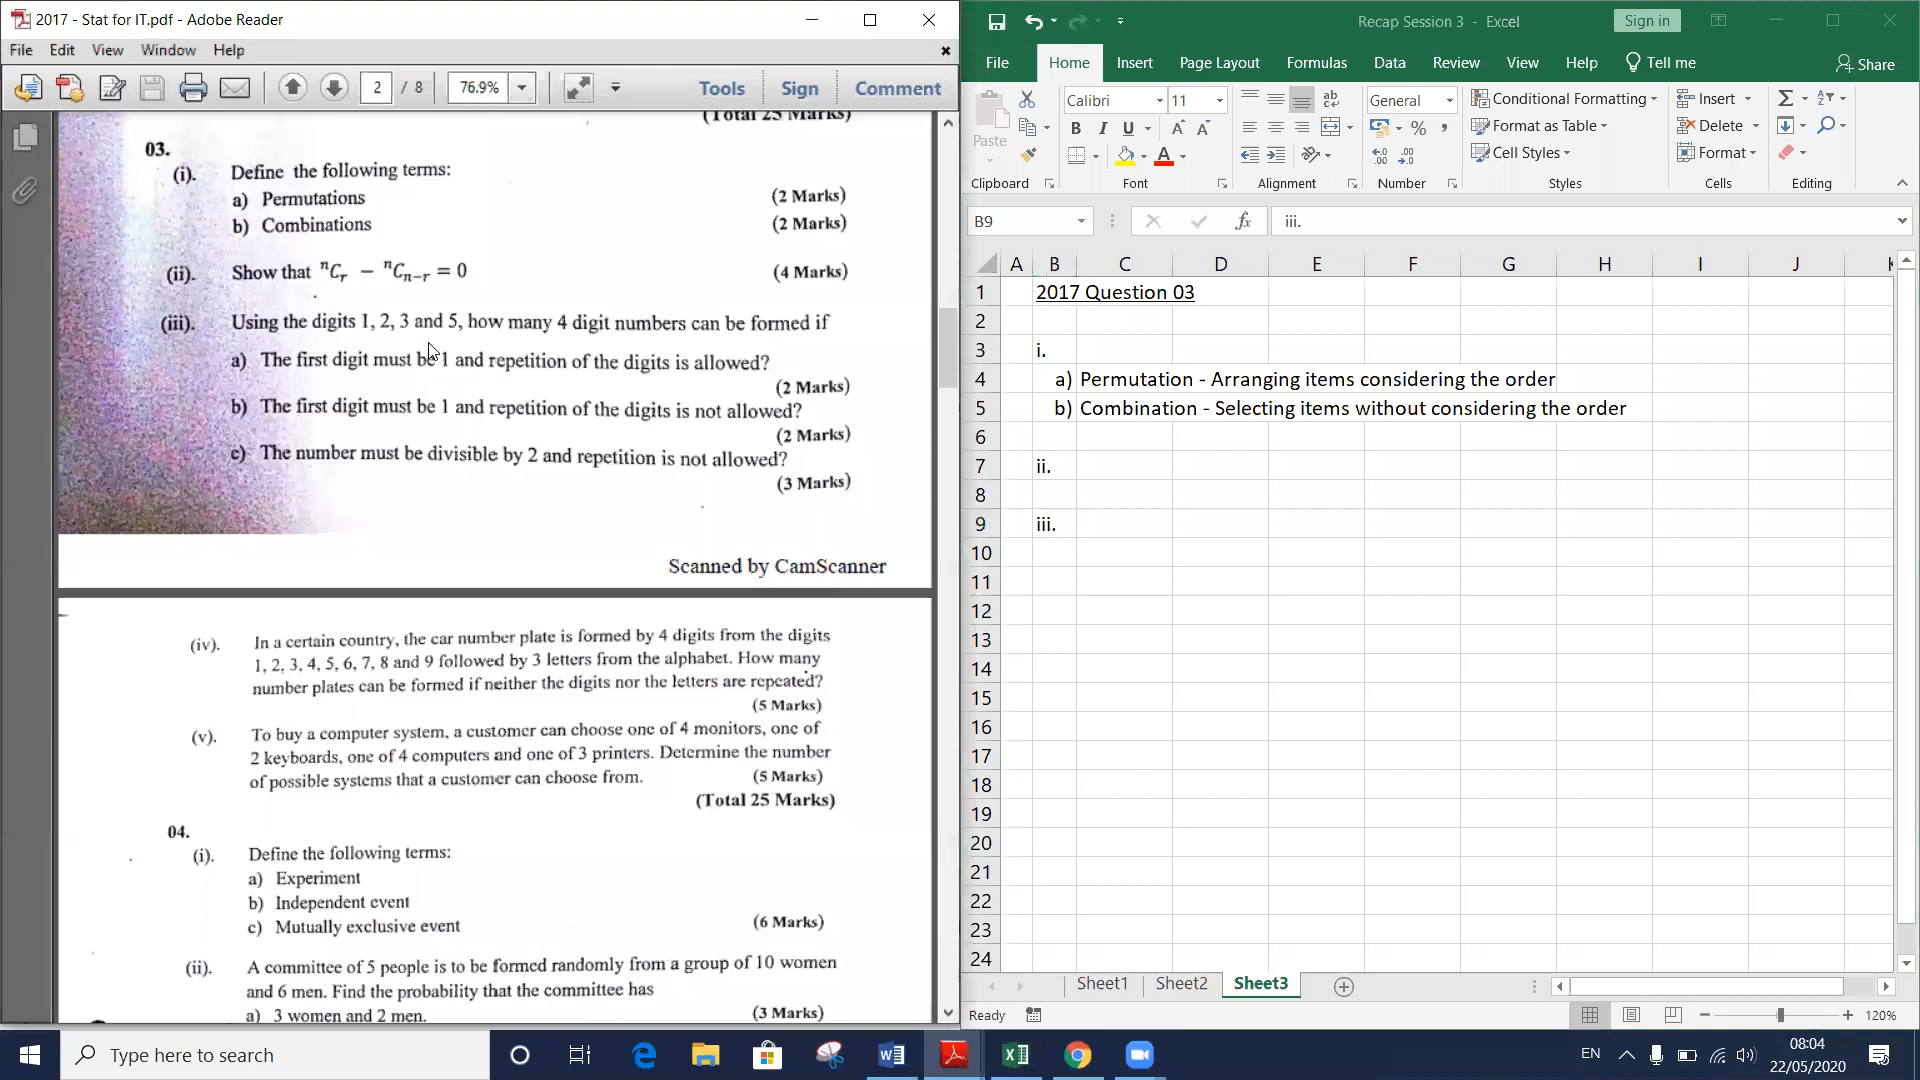 2017 - Stat for IT.pdf - Adobe Reader
File Edit View Window Help
2 / 8 76.9% Tools Sign Comment
(Total 25 Marks)
03.
(i). Define the following terms:
a) Permutations (2 Marks)
b) Combinations (2 Marks)
(ii). Show that ⁿCᵣ − ⁿCₙ₋ᵣ = 0 (4 Marks)
(iii). Using the digits 1, 2, 3 and 5, how many 4 digit numbers can be formed if
a) The first digit must be 1 and repetition of the digits is allowed?
(2 Marks)
b) The first digit must be 1 and repetition of the digits is not allowed?
(2 Marks)
c) The number must be divisible by 2 and repetition is not allowed?
(3 Marks)
Scanned by CamScanner
(iv). In a certain country, the car number plate is formed by 4 digits from the digits
1, 2, 3, 4, 5, 6, 7, 8 and 9 followed by 3 letters from the alphabet. How many
number plates can be formed if neither the digits nor the letters are repeated?
(5 Marks)
(v). To buy a computer system, a customer can choose one of 4 monitors, one of
2 keyboards, one of 4 computers and one of 3 printers. Determine the number
of possible systems that a customer can choose from. (5 Marks)
(Total 25 Marks)
04.
(i). Define the following terms:
a) Experiment
b) Independent event
c) Mutually exclusive event (6 Marks)
(ii). A committee of 5 people is to be formed randomly from a group of 10 women
and 6 men. Find the probability that the committee has
a) 3 women and 2 men. (3 Marks)
Recap Session 3 - Excel Sign in
File Home Insert Page Layout Formulas Data Review View Help Tell me Share
Paste Calibri 11 General Conditional Formatting Insert
B I U Format as Table Delete
Cell Styles Format
Clipboard Font Alignment Number Styles Cells Editing
B9 fx iii.
A B C D E F G H I J K
1 2017 Question 03
2
3 i.
4 a) Permutation - Arranging items considering the order
5 b) Combination - Selecting items without considering the order
6
7 ii.
8
9 iii.
10
11
12
13
14
15
16
17
18
19
20
21
22
23
24
Sheet1 Sheet2 Sheet3
Ready 120%
Type here to search
EN 08:04
22/05/2020